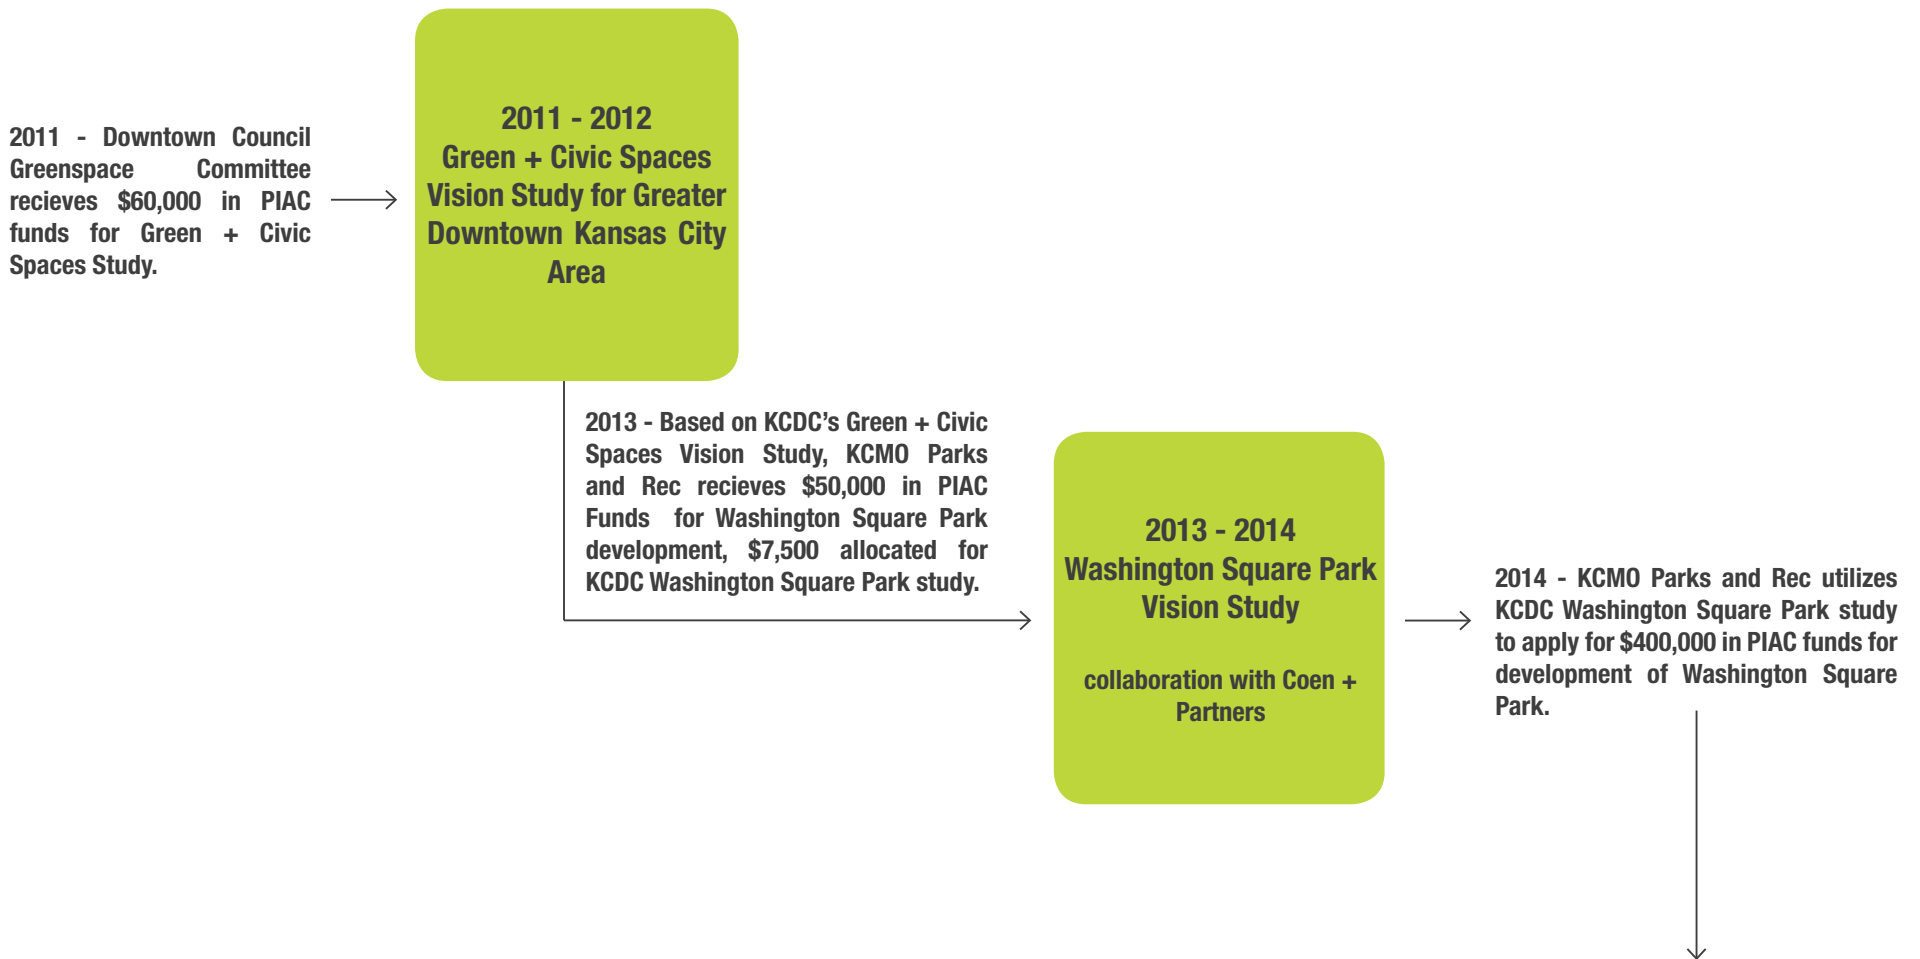 2011 - Downtown Council
Greenspace Committee
recieves $60,000 in PIAC
funds for Green + Civic
Spaces Study.
2011 - 2012
Green + Civic Spaces
Vision Study for Greater
Downtown Kansas City
Area
2013 - Based on KCDC’s Green + Civic
Spaces Vision Study, KCMO Parks
and Rec recieves $50,000 in PIAC
Funds for Washington Square Park
development, $7,500 allocated for
KCDC Washington Square Park study.
2013 - 2014
Washington Square Park
Vision Study
collaboration with Coen +
Partners
2014 - KCMO Parks and Rec utilizes
KCDC Washington Square Park study
to apply for $400,000 in PIAC funds for
development of Washington Square
Park.